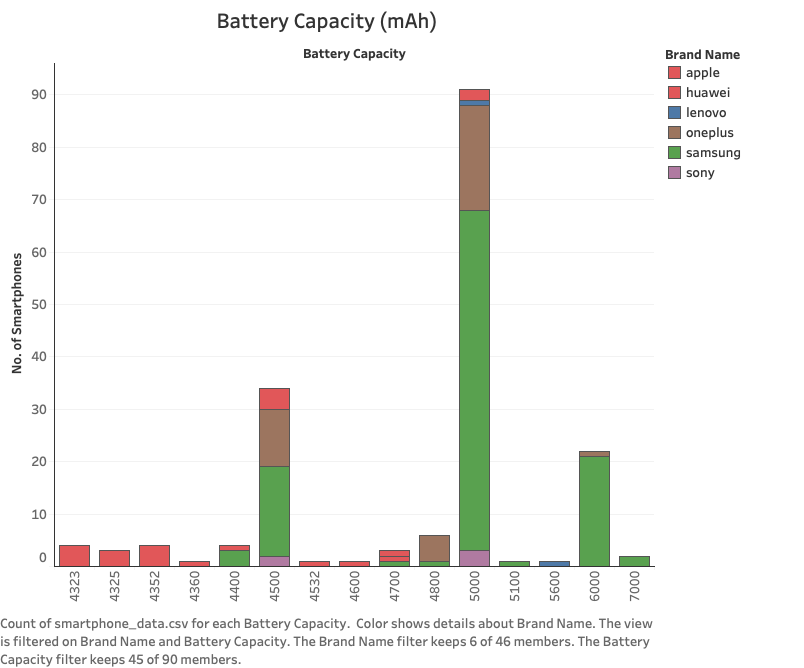 Battery Capacity (mAh)
Battery Capacity
Brand Name
apple
huawei
lenovo
oneplus
samsung
sony
No. of Smartphones
90
80
70
60
50
40
30
20
10
0
4323
4325
4352
4360
4400
4500
4532
4600
4700
4800
5000
5100
5600
6000
7000
Count of smartphone_data.csv for each Battery Capacity.  Color shows details about Brand Name. The view
is filtered on Brand Name and Battery Capacity. The Brand Name filter keeps 6 of 46 members. The Battery
Capacity filter keeps 45 of 90 members.